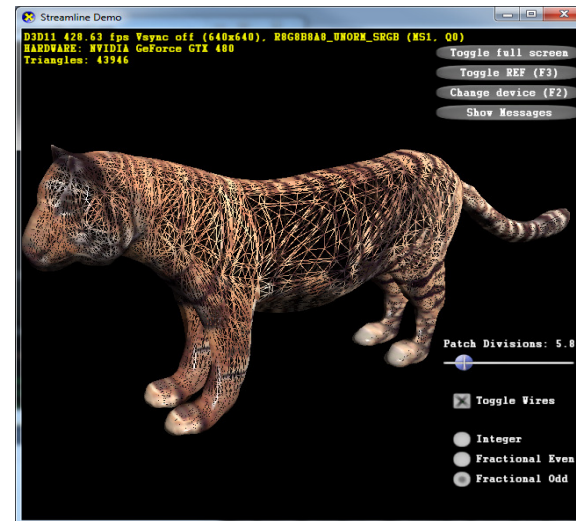 Streamline Demo
D3D11 428.63 fps Vsync off (640x640), R8G8B8A8_UNORM_SRGB (MS1, Q0)
HARDWARE: NVIDIA GeForce GTX 480
Triangles: 43946
Toggle full screen
Toggle REF (F3)
Change device (F2)
Show Messages
Patch Divisions: 5.8
Toggle Wires
Integer
Fractional Even
Fractional Odd